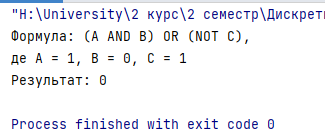 "H:\University\2 курс\2 семестр\Дискретн
Формула: (A AND B) OR (NOT C),
де A = 1, B = 0, C = 1
Результат: 0
Process finished with exit code 0